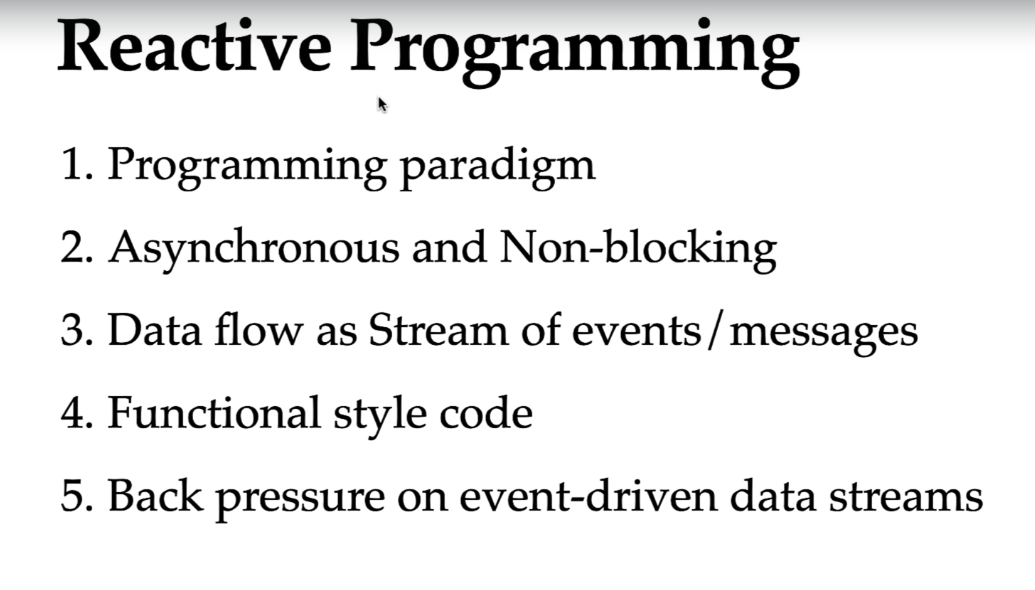 Reactive Programming
1. Programming paradigm
2. Asynchronous and Non-blocking
3. Data flow as Stream of events/messages
4. Functional style code
5. Back pressure on event-driven data streams